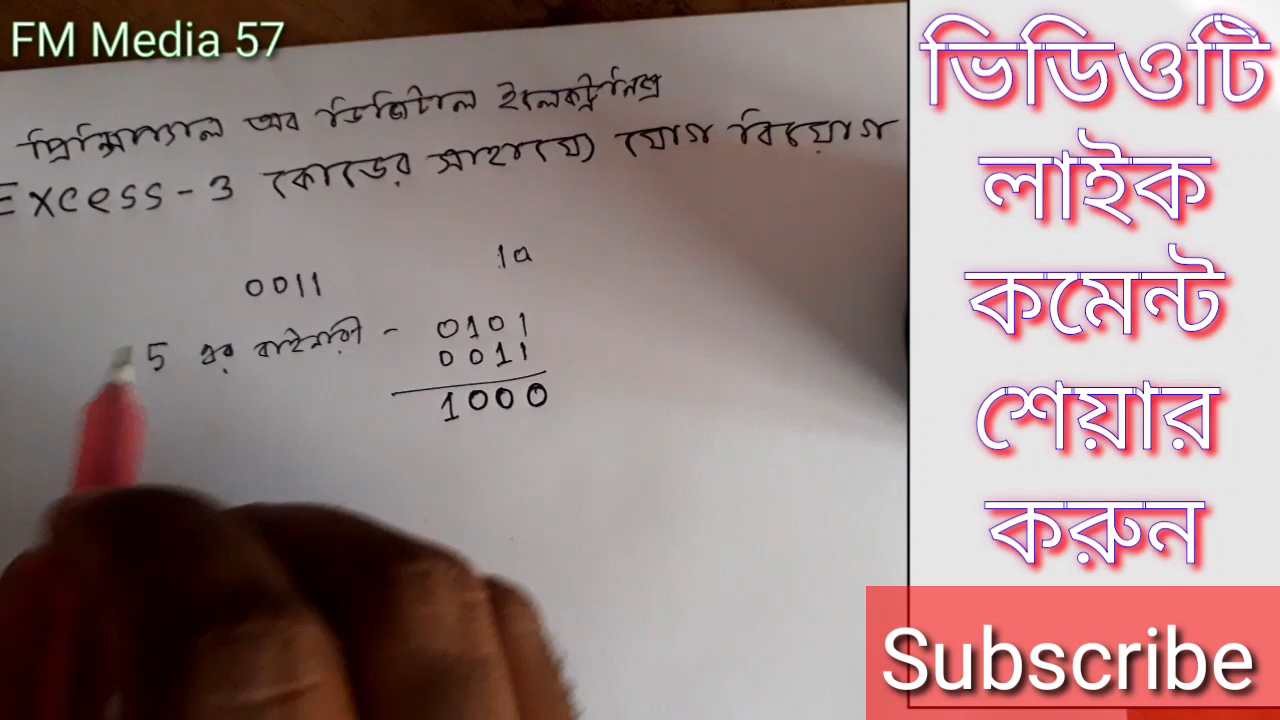 FM Media 57
প্রিন্সিপাল অব ডিজিটাল ইলেকট্রনিক্স
Excess-3 কোডের সাহায্যে যোগ বিয়োগ
10
0011
5 এর বাইনারী - 0101
0011
1000
ভিডিওটি
লাইক
কমেন্ট
শেয়ার
করুন
Subscribe